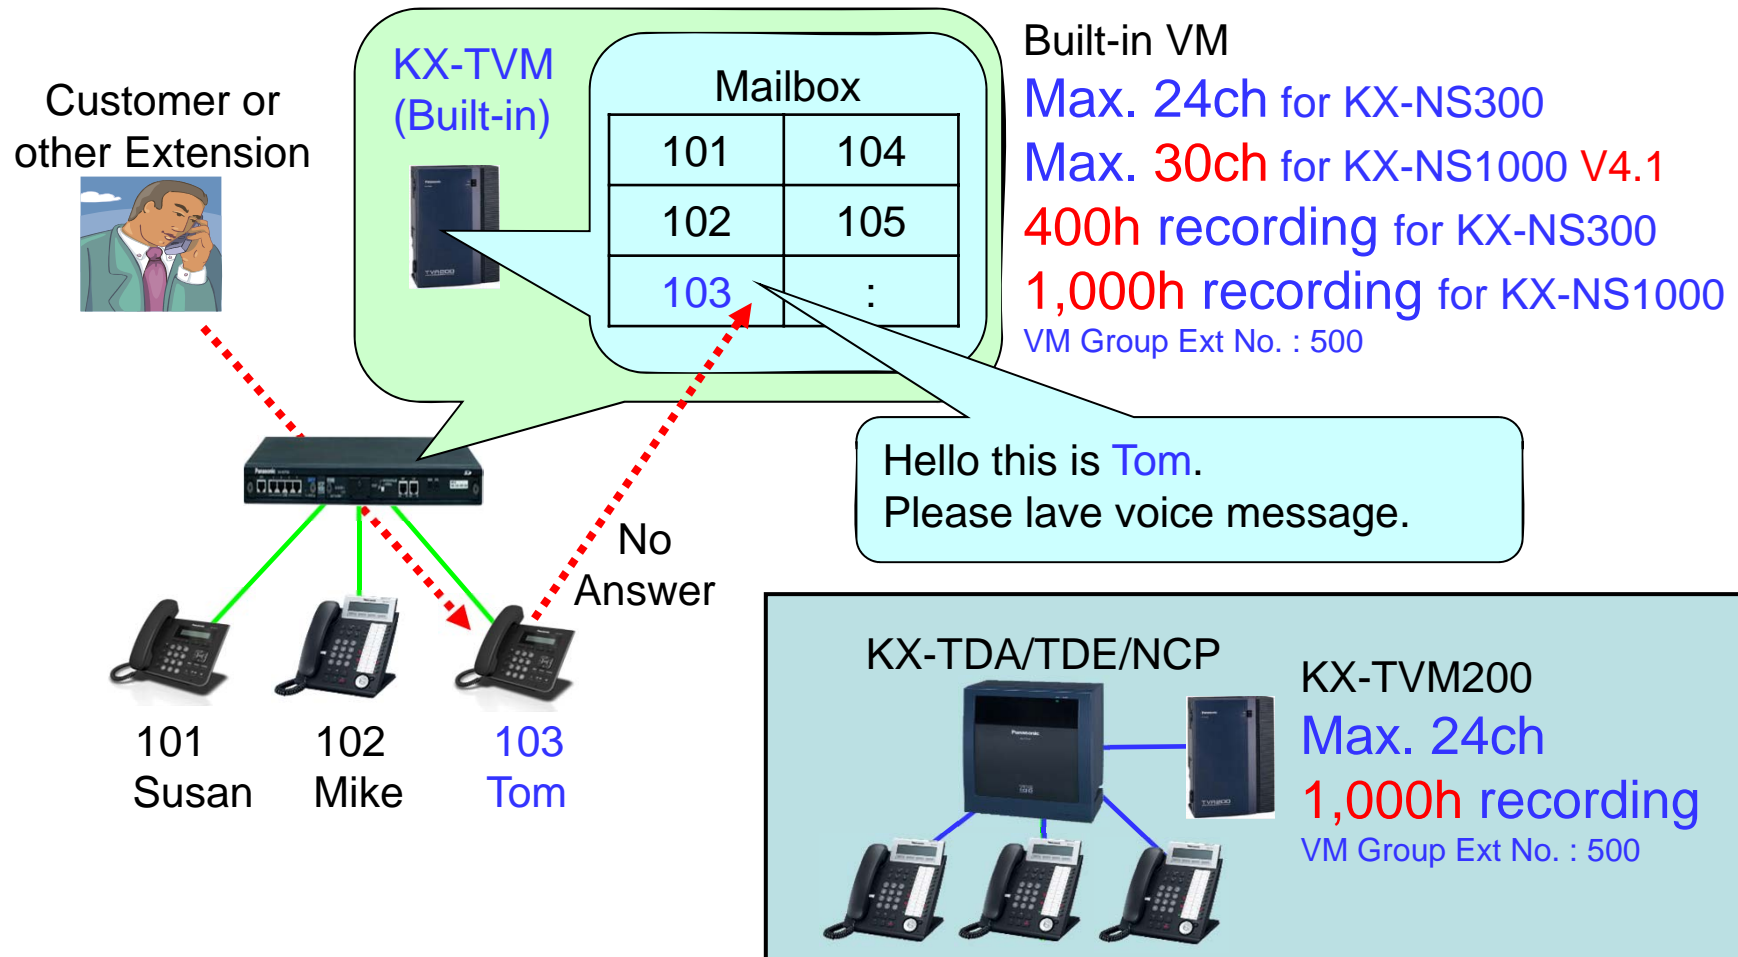 Customer or
other Extension
KX-TVM
(Built-in)
Mailbox
101 104
102 105
103 :
Built-in VM
Max. 24ch for KX-NS300
Max. 30ch for KX-NS1000 V4.1
400h recording for KX-NS300
1,000h recording for KX-NS1000
VM Group Ext No. : 500
Hello this is Tom.
Please lave voice message.
No
Answer
101
Susan
102
Mike
103
Tom
KX-TDA/TDE/NCP
KX-TVM200
Max. 24ch
1,000h recording
VM Group Ext No. : 500
Panasonic